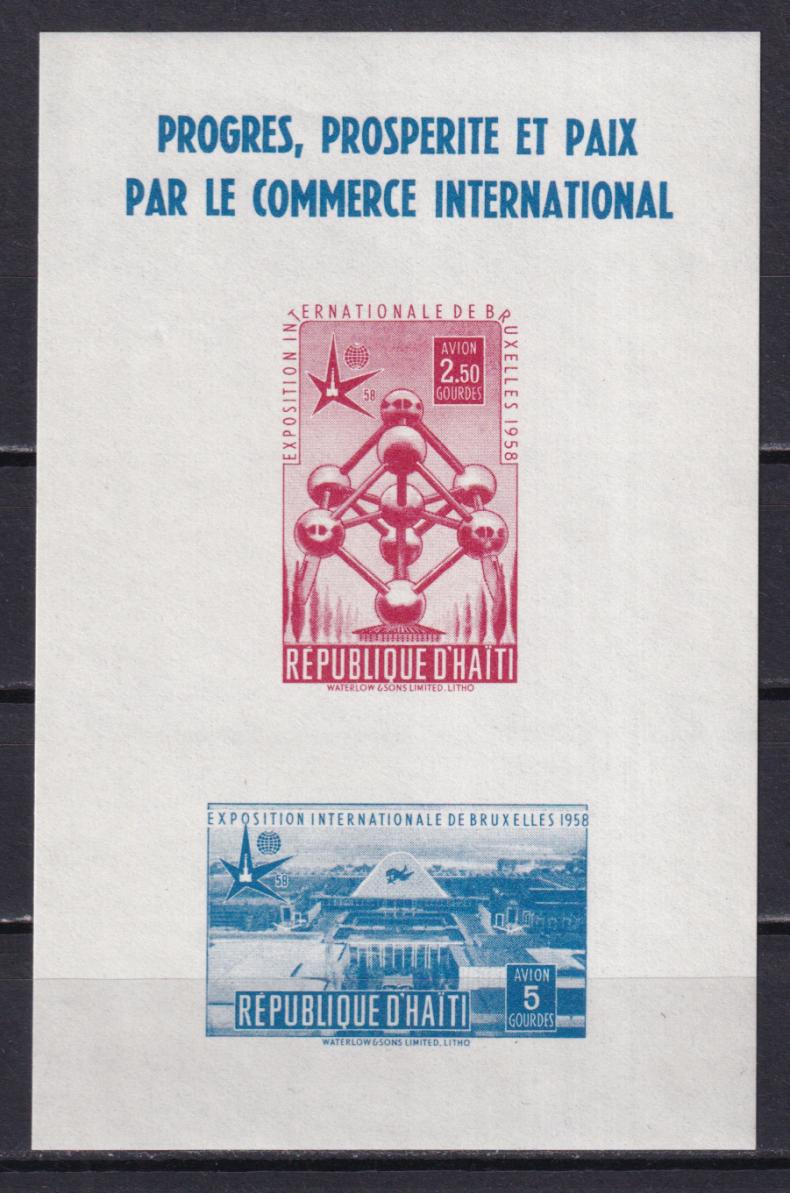 PROGRES, PROSPERITE ET PAIX
PAR LE COMMERCE INTERNATIONAL
EXPOSITION INTERNATIONALE DE BRUXELLES 1958
58
AVION
2.50
GOURDES
RÉPUBLIQUE D'HAÏTI
WATERLOW & SONS LIMITED. LITHO
EXPOSITION INTERNATIONALE DE BRUXELLES 1958
58
AVION
5
GOURDES
RÉPUBLIQUE D'HAÏTI
WATERLOW & SONS LIMITED. LITHO